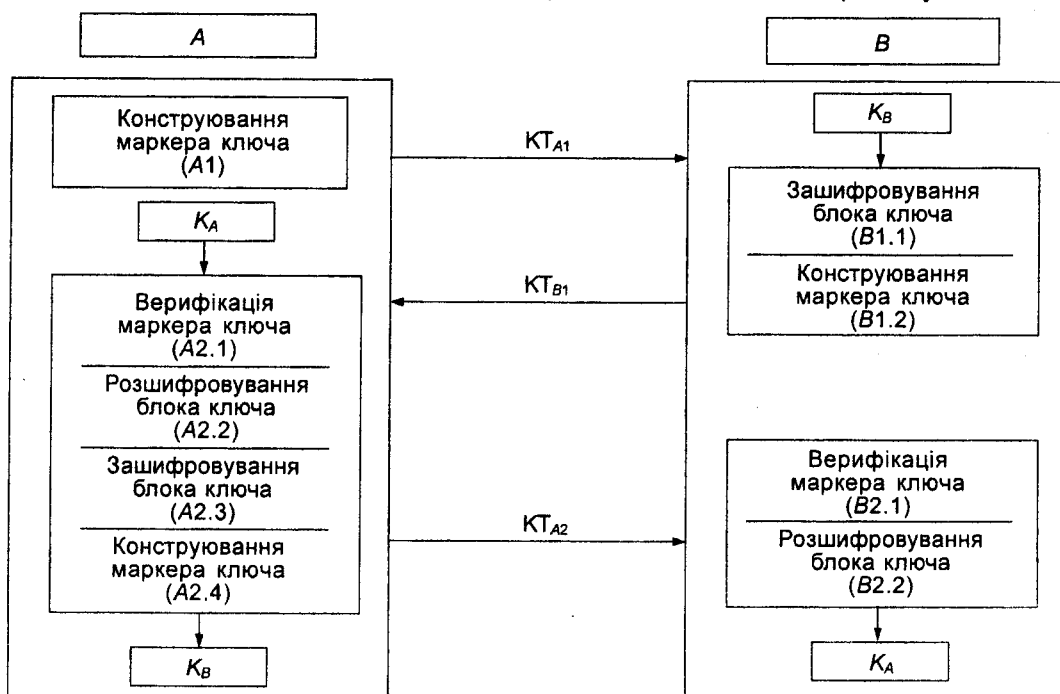 A
B
Конструювання
маркера ключа
(A1)
KT_A1
K_B
Зашифровування
блока ключа
(B1.1)
Конструювання
маркера ключа
(B1.2)
K_A
KT_B1
Верифікація
маркера ключа
(A2.1)
Розшифровування
блока ключа
(A2.2)
Зашифровування
блока ключа
(A2.3)
Конструювання
маркера ключа
(A2.4)
KT_A2
Верифікація
маркера ключа
(B2.1)
Розшифровування
блока ключа
(B2.2)
K_B
K_A